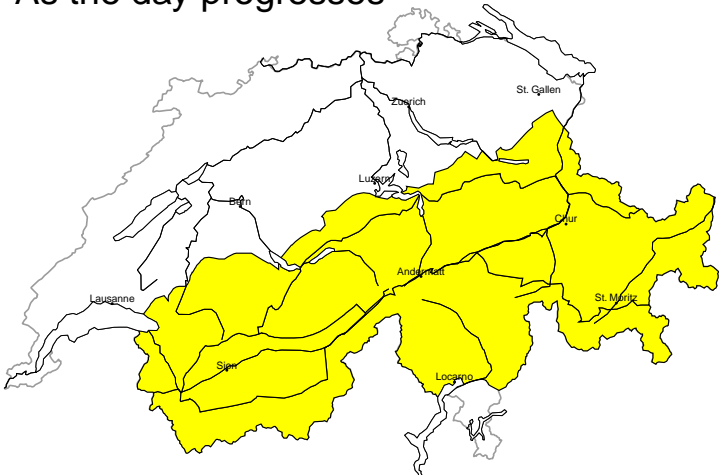 As the day progresses
Zuerich
St. Gallen
Luzern
Bern
Chur
Andermatt
Lausanne
St. Moritz
Sion
Locarno